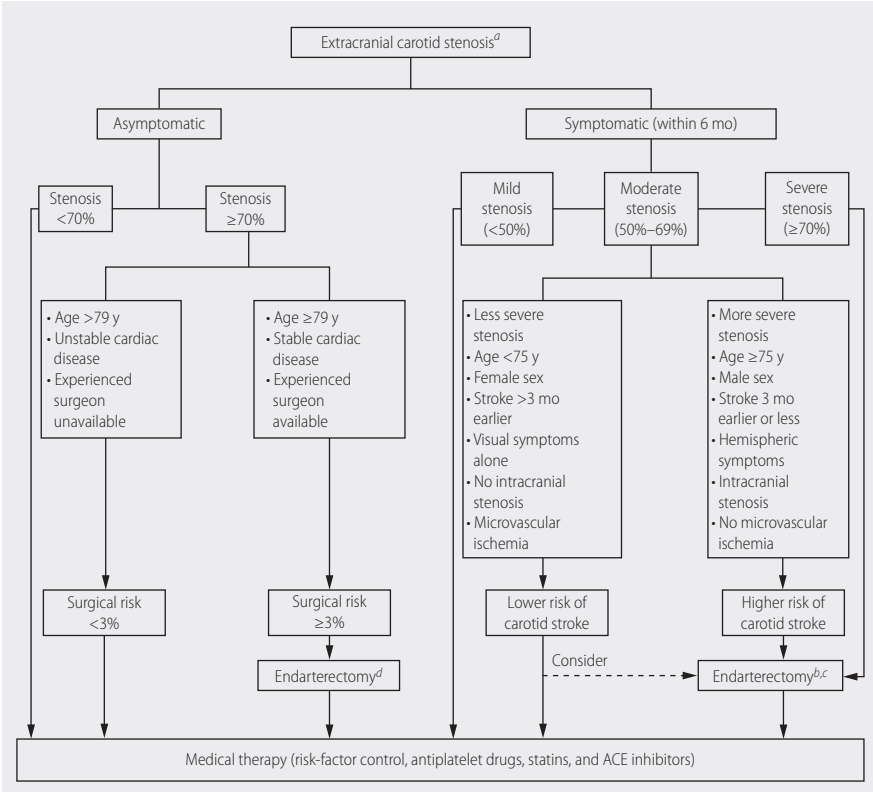 Extracranial carotid stenosisa
Asymptomatic
Symptomatic (within 6 mo)
Stenosis
<70%
Stenosis
≥70%
Mild
stenosis
(<50%)
Moderate
stenosis
(50%–69%)
Severe
stenosis
(≥70%)
• Age >79 y
• Unstable cardiac
disease
• Experienced
surgeon
unavailable
• Age ≥79 y
• Stable cardiac
disease
• Experienced
surgeon
available
• Less severe
stenosis
• Age <75 y
• Female sex
• Stroke >3 mo
earlier
• Visual symptoms
alone
• No intracranial
stenosis
• Microvascular
ischemia
• More severe
stenosis
• Age ≥75 y
• Male sex
• Stroke 3 mo
earlier or less
• Hemispheric
symptoms
• Intracranial
stenosis
• No microvascular
ischemia
Surgical risk
<3%
Surgical risk
≥3%
Lower risk of
carotid stroke
Higher risk of
carotid stroke
Consider
Endarterectomyd
Endarterectomyb,c
Medical therapy (risk-factor control, antiplatelet drugs, statins, and ACE inhibitors)